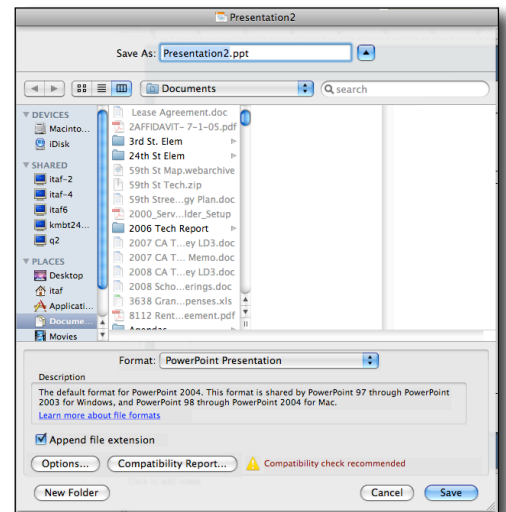 Presentation2
Save As: Presentation2.ppt
Documents
search
DEVICES
Macinto...
iDisk
SHARED
itaf-2
itaf-4
itaf6
kmbt24...
q2
PLACES
Desktop
itaf
Applicati...
Docume...
Movies
Lease Agreement.doc
2AFFIDAVIT- 7-1-05.pdf
3rd St. Elem
24th St Elem
59th St Map.webarchive
59th St Tech.zip
59th Stree...gy Plan.doc
2000_Serv...lder_Setup
2006 Tech Report
2007 CA T...ey LD3.doc
2007 CA T... Memo.doc
2008 CA T...ey LD3.doc
2008 Scho...erings.doc
3638 Gran...penses.xls
8112 Rent...eement.pdf
Agendas
Format: PowerPoint Presentation
Description
The default format for PowerPoint 2004. This format is shared by PowerPoint 97 through PowerPoint
2003 for Windows, and PowerPoint 98 through PowerPoint 2004 for Mac.
Learn more about file formats
Append file extension
Options... Compatibility Report... Compatibility check recommended
New Folder Cancel Save